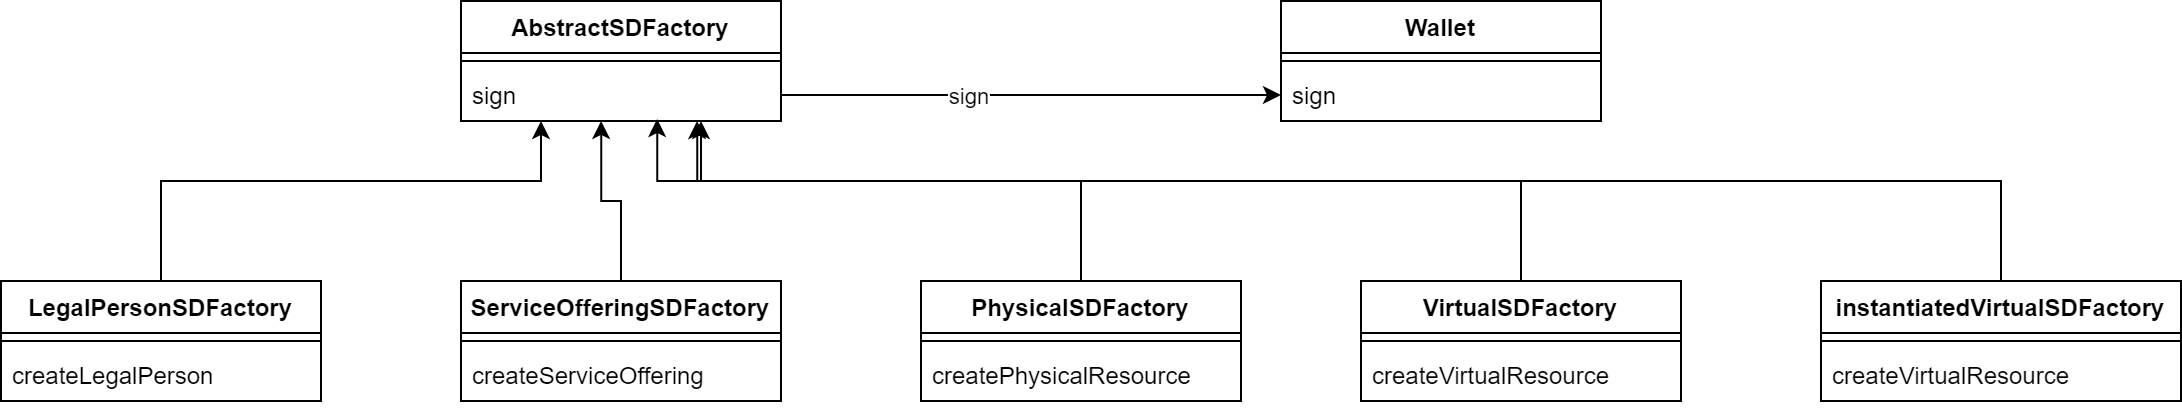 AbstractSDFactory
Wallet
sign
sign
sign
LegalPersonSDFactory
ServiceOfferingSDFactory
PhysicalSDFactory
VirtualSDFactory
instantiatedVirtualSDFactory
createLegalPerson
createServiceOffering
createPhysicalResource
createVirtualResource
createVirtualResource